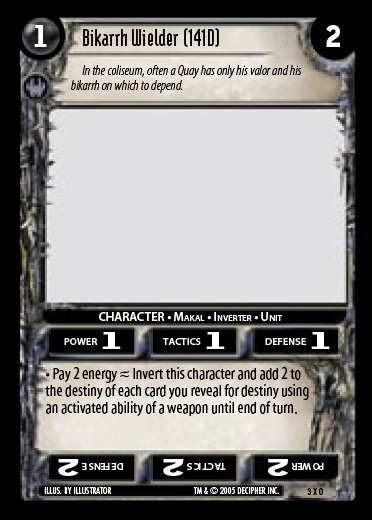 1 Bikarrh Wielder (141D) 2
In the coliseum, often a Quay has only his valor and his
bikarrh on which to depend.
CHARACTER • MAKAL • INVERTER • UNIT
POWER 1 TACTICS 1 DEFENSE 1
• Pay 2 energy ≈ Invert this character and add 2 to
the destiny of each card you reveal for destiny using
an activated ability of a weapon until end of turn.
POWER 2 TACTICS 2 DEFENSE 2
ILLUS. BY ILLUSTRATOR TM & © 2005 DECIPHER INC. 3 X 0